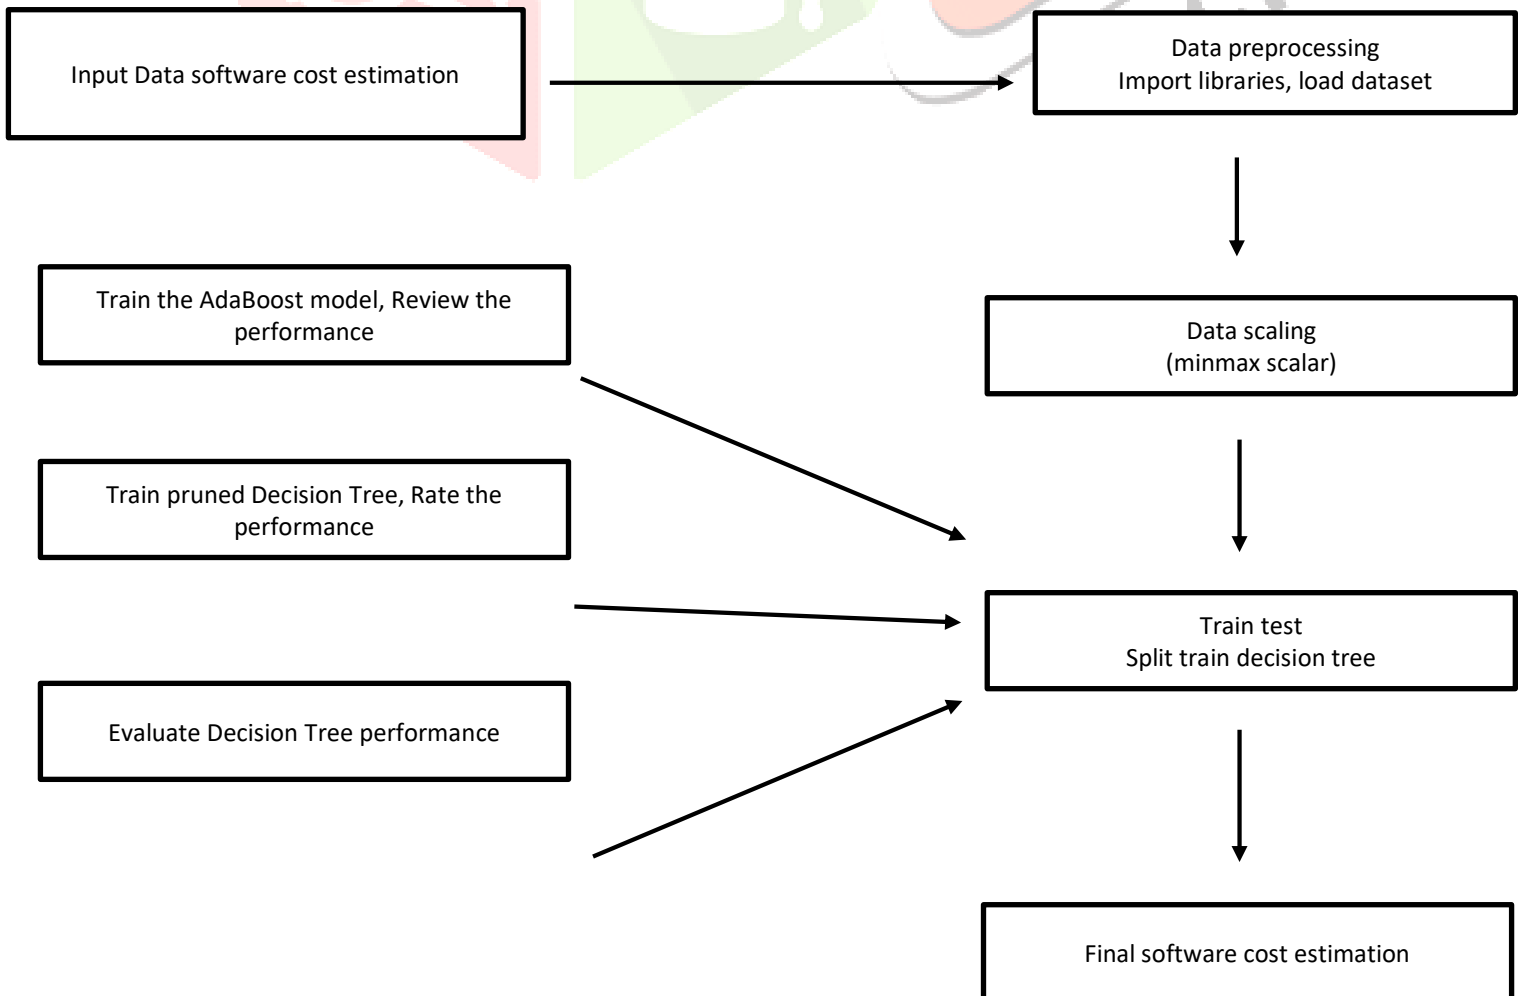 Input Data software cost estimation
Data preprocessing
Import libraries, load dataset
Train the AdaBoost model, Review the
performance
Data scaling
(minmax scalar)
Train pruned Decision Tree, Rate the
performance
Train test
Split train decision tree
Evaluate Decision Tree performance
Final software cost estimation